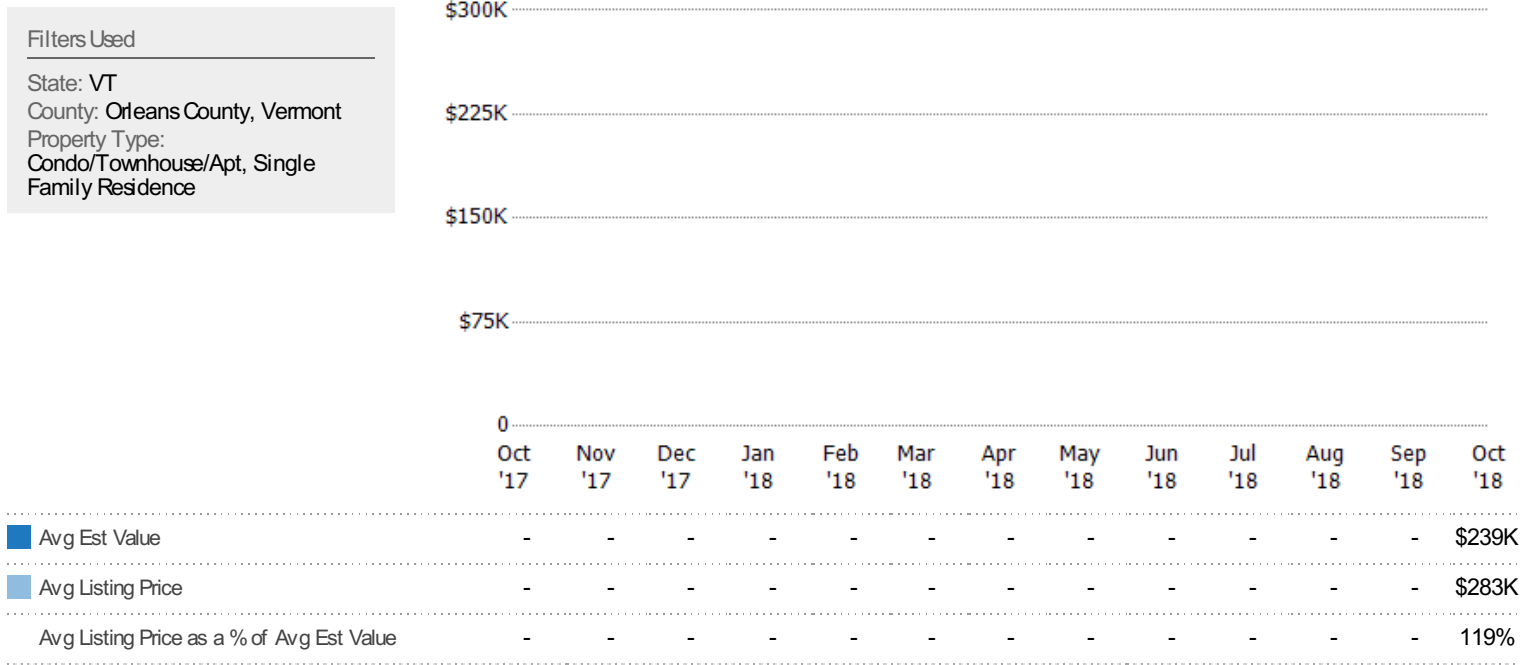 Filters Used
State: VT
County: Orleans County, Vermont
Property Type:
Condo/Townhouse/Apt, Single
Family Residence
$300K
$225K
$150K
$75K
0
Oct Nov Dec Jan Feb Mar Apr May Jun Jul Aug Sep Oct
'17 '17 '17 '18 '18 '18 '18 '18 '18 '18 '18 '18 '18
Avg Est Value - - - - - - - - - - - - $239K
Avg Listing Price - - - - - - - - - - - - $283K
Avg Listing Price as a % of Avg Est Value - - - - - - - - - - - - 119%